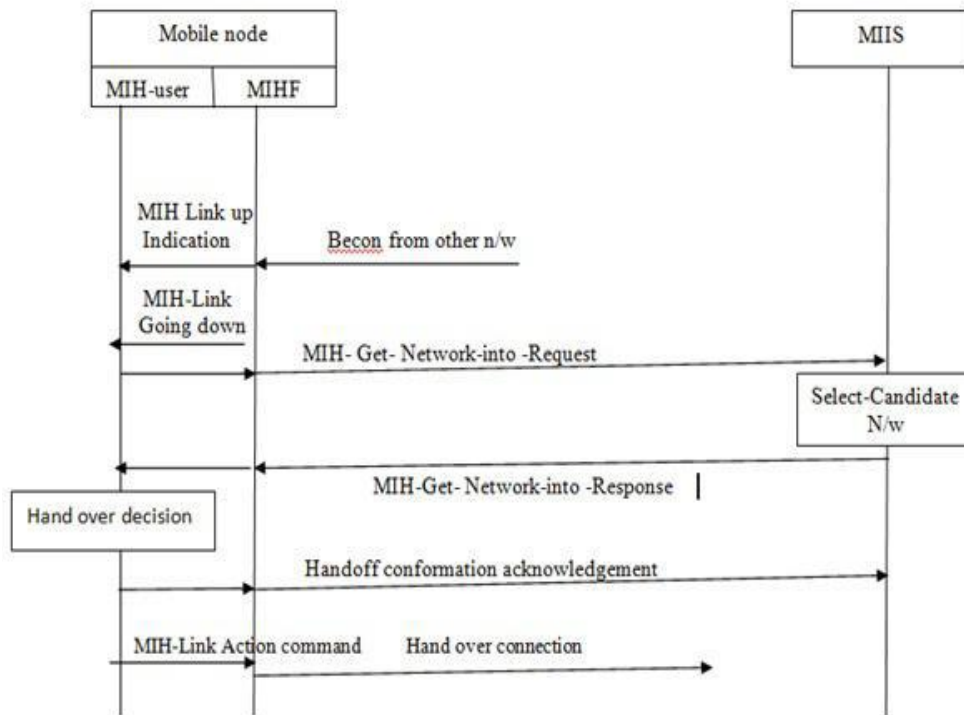 Mobile node
MIIS
MIH-user
MIHF
MIH Link up
Indication
Becon from other n/w
MIH-Link
Going down
MIH- Get- Network-into -Request
Select-Candidate
N/w
MIH-Get- Network-into -Response
Hand over decision
Handoff conformation acknowledgement
MIH-Link Action command
Hand over connection